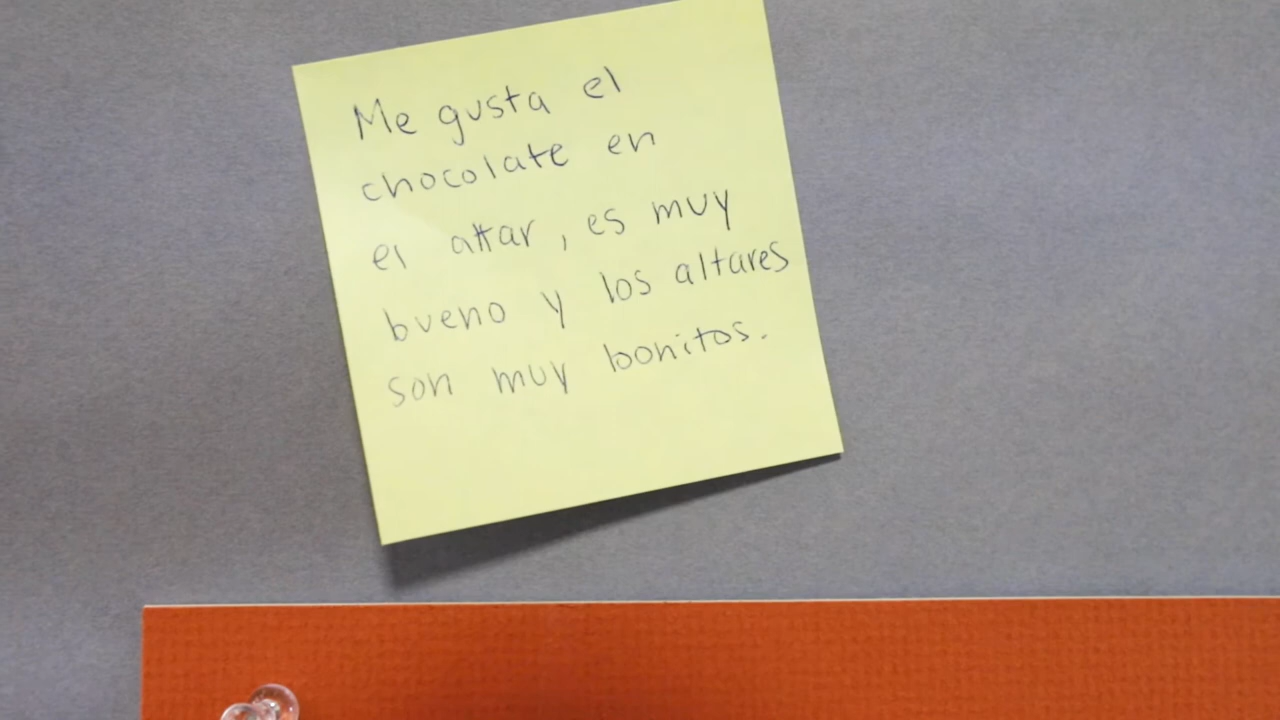 Me gusta el
chocolate en
el altar, es muy
bueno y los altares
son muy bonitos.